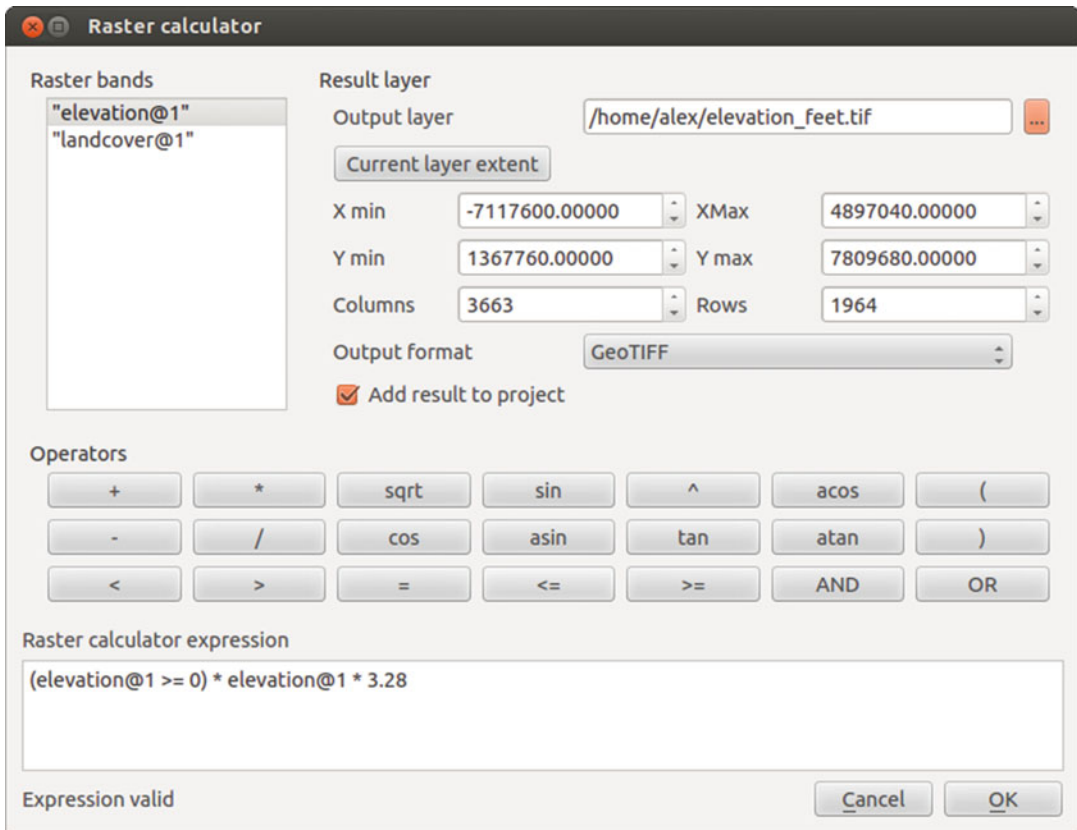 Raster calculator
Raster bands
"elevation@1"
"landcover@1"
Result layer
Output layer /home/alex/elevation_feet.tif ...
Current layer extent
X min -7117600.00000 XMax 4897040.00000
Y min 1367760.00000 Y max 7809680.00000
Columns 3663 Rows 1964
Output format GeoTIFF
Add result to project
Operators
+ * sqrt sin ^ acos (
- / cos asin tan atan )
< > = <= >= AND OR
Raster calculator expression
(elevation@1 >= 0) * elevation@1 * 3.28
Expression valid Cancel OK